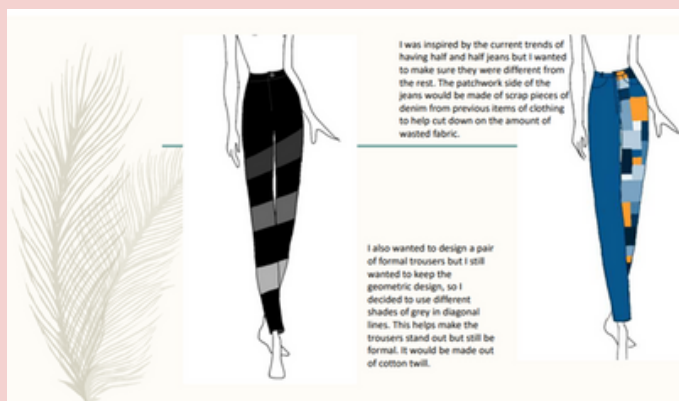 I was inspired by the current trends of
having half and half jeans but I wanted
to make sure they were different from
the rest. The patchwork side of the
jeans would be made of scrap pieces of
denim from previous items of clothing
to help cut down on the amount of
wasted fabric.
I also wanted to design a pair
of formal trousers but I still
wanted to keep the
geometric design, so I
decided to use different
shades of grey in diagonal
lines. This helps make the
trousers stand out but still be
formal. It would be made out
of cotton twill.